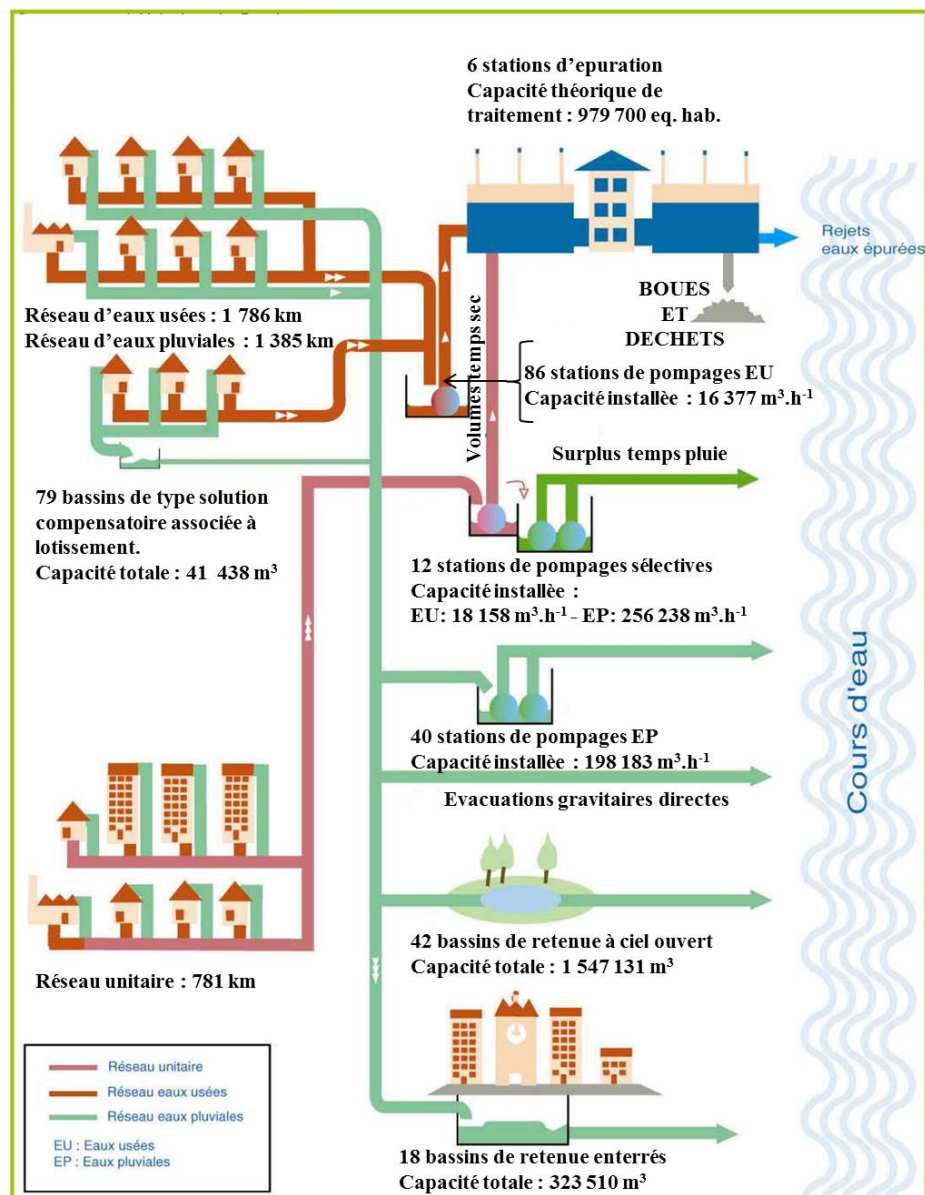 6 stations d’epuration
Capacité théorique de
traitement : 979 700 eq. hab.
Rejets
eaux épurées
BOUES
ET
DECHETS
Réseau d’eaux usées : 1 786 km
Réseau d’eaux pluviales : 1 385 km
Volumes temps sec
86 stations de pompages EU
Capacité installèe : 16 377 m³.h⁻¹
Surplus temps pluie
79 bassins de type solution
compensatoire associée à
lotissement.
Capacité totale : 41 438 m³
12 stations de pompages sélectives
Capacité installèe :
EU: 18 158 m³.h⁻¹ - EP: 256 238 m³.h⁻¹
Cours d'eau
40 stations de pompages EP
Capacité installèe : 198 183 m³.h⁻¹
Evacuations gravitaires directes
42 bassins de retenue à ciel ouvert
Capacité totale : 1 547 131 m³
Réseau unitaire : 781 km
Réseau unitaire
Réseau eaux usées
Réseau eaux pluviales
EU : Eaux usées
EP : Eaux pluviales
18 bassins de retenue enterrés
Capacité totale : 323 510 m³